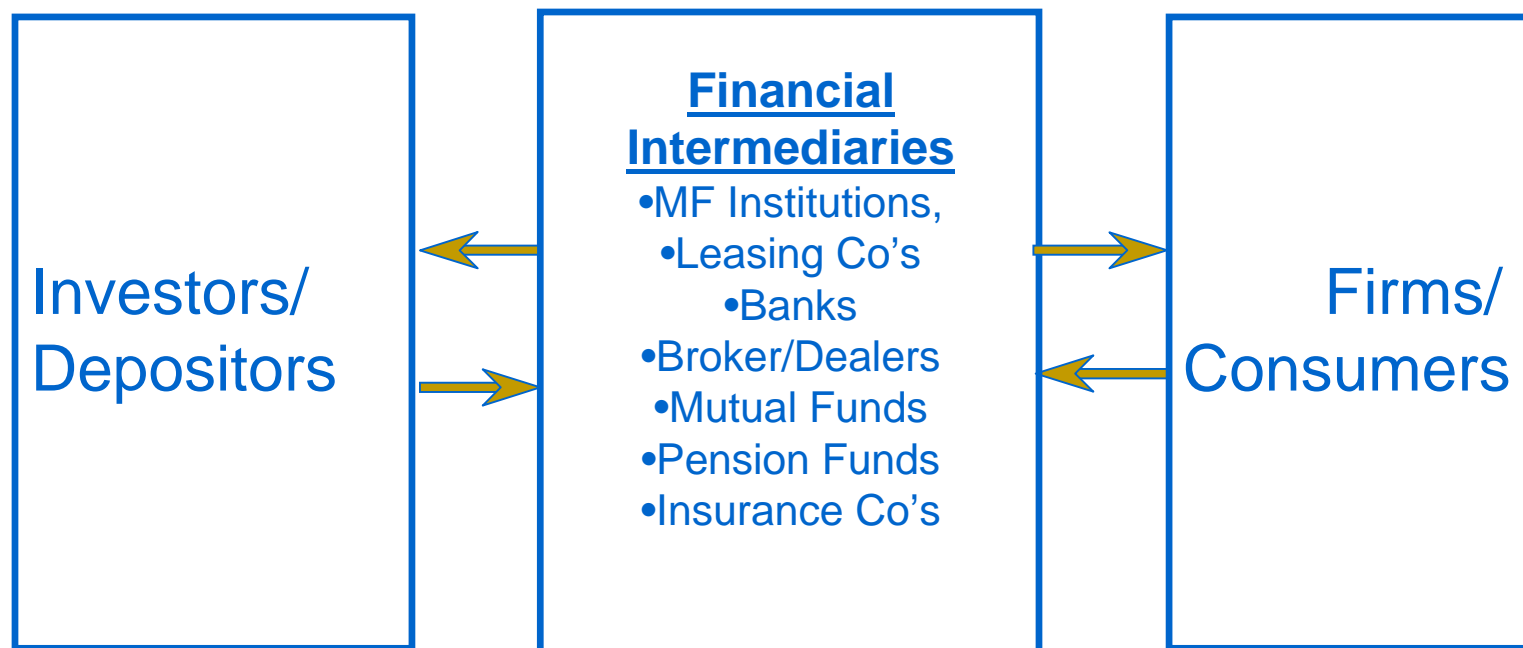 Investors/
Depositors
Financial
Intermediaries
•MF Institutions,
•Leasing Co’s
•Banks
•Broker/Dealers
•Mutual Funds
•Pension Funds
•Insurance Co’s
Firms/
Consumers